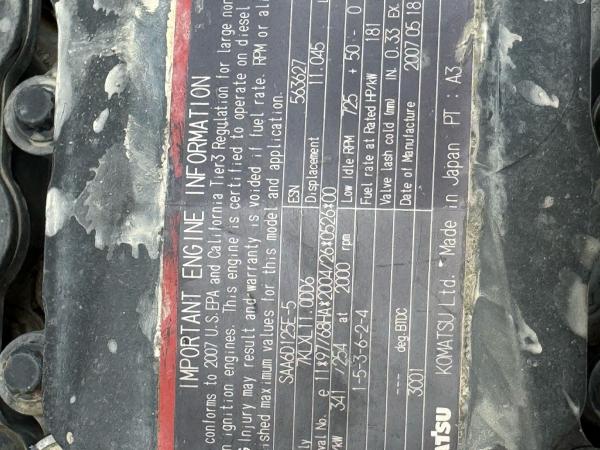 IMPORTANT ENGINE INFORMATION
conforms to 2007 U.S.EPA and California Tier3 Regulation for large non
ignition engines. This engine is certified to operate on diesel
Injury may result and warranty is voided if fuel rate. RPM or al
ished maximum values for this model and application.
SAA6D125E-5 ESN 563627
7KLXL11.0DD6 Displacement 11.045
val No. e 11*97/68HA*2004/26*0526*00
341 /254 at 2000 rpm Low Idle RPM 725 + 50 - 0
1-5-3-6-2-4 Fuel rate at Rated HP/kW 181
--- deg.BTDC Valve lash cold (mm) IN. 0.33 EX.
3001 Date of Manufacture 2007 05 18
KOMATSU Ltd. Made in Japan PT : A3